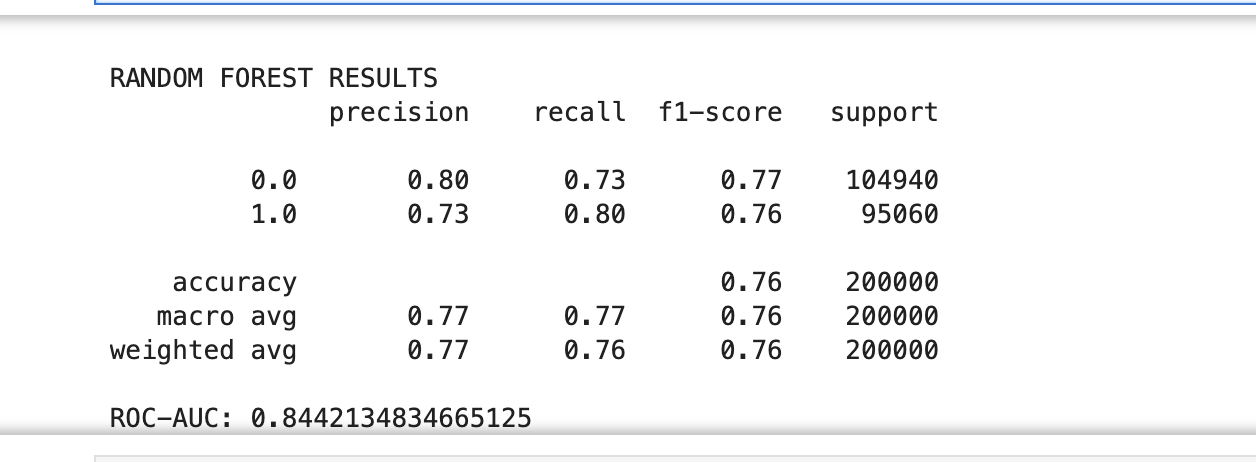 RANDOM FOREST RESULTS
precision recall f1-score support
0.0 0.80 0.73 0.77 104940
1.0 0.73 0.80 0.76 95060
accuracy 0.76 200000
macro avg 0.77 0.77 0.76 200000
weighted avg 0.77 0.76 0.76 200000
ROC-AUC: 0.8442134834665125